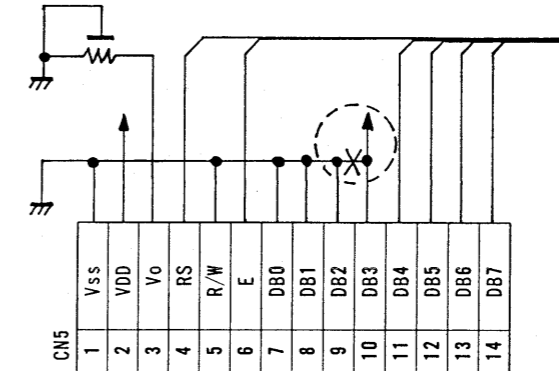 CN5
1 Vss
2 VDD
3 Vo
4 RS
5 R/W
6 E
7 DB0
8 DB1
9 DB2
10 DB3
11 DB4
12 DB5
13 DB6
14 DB7